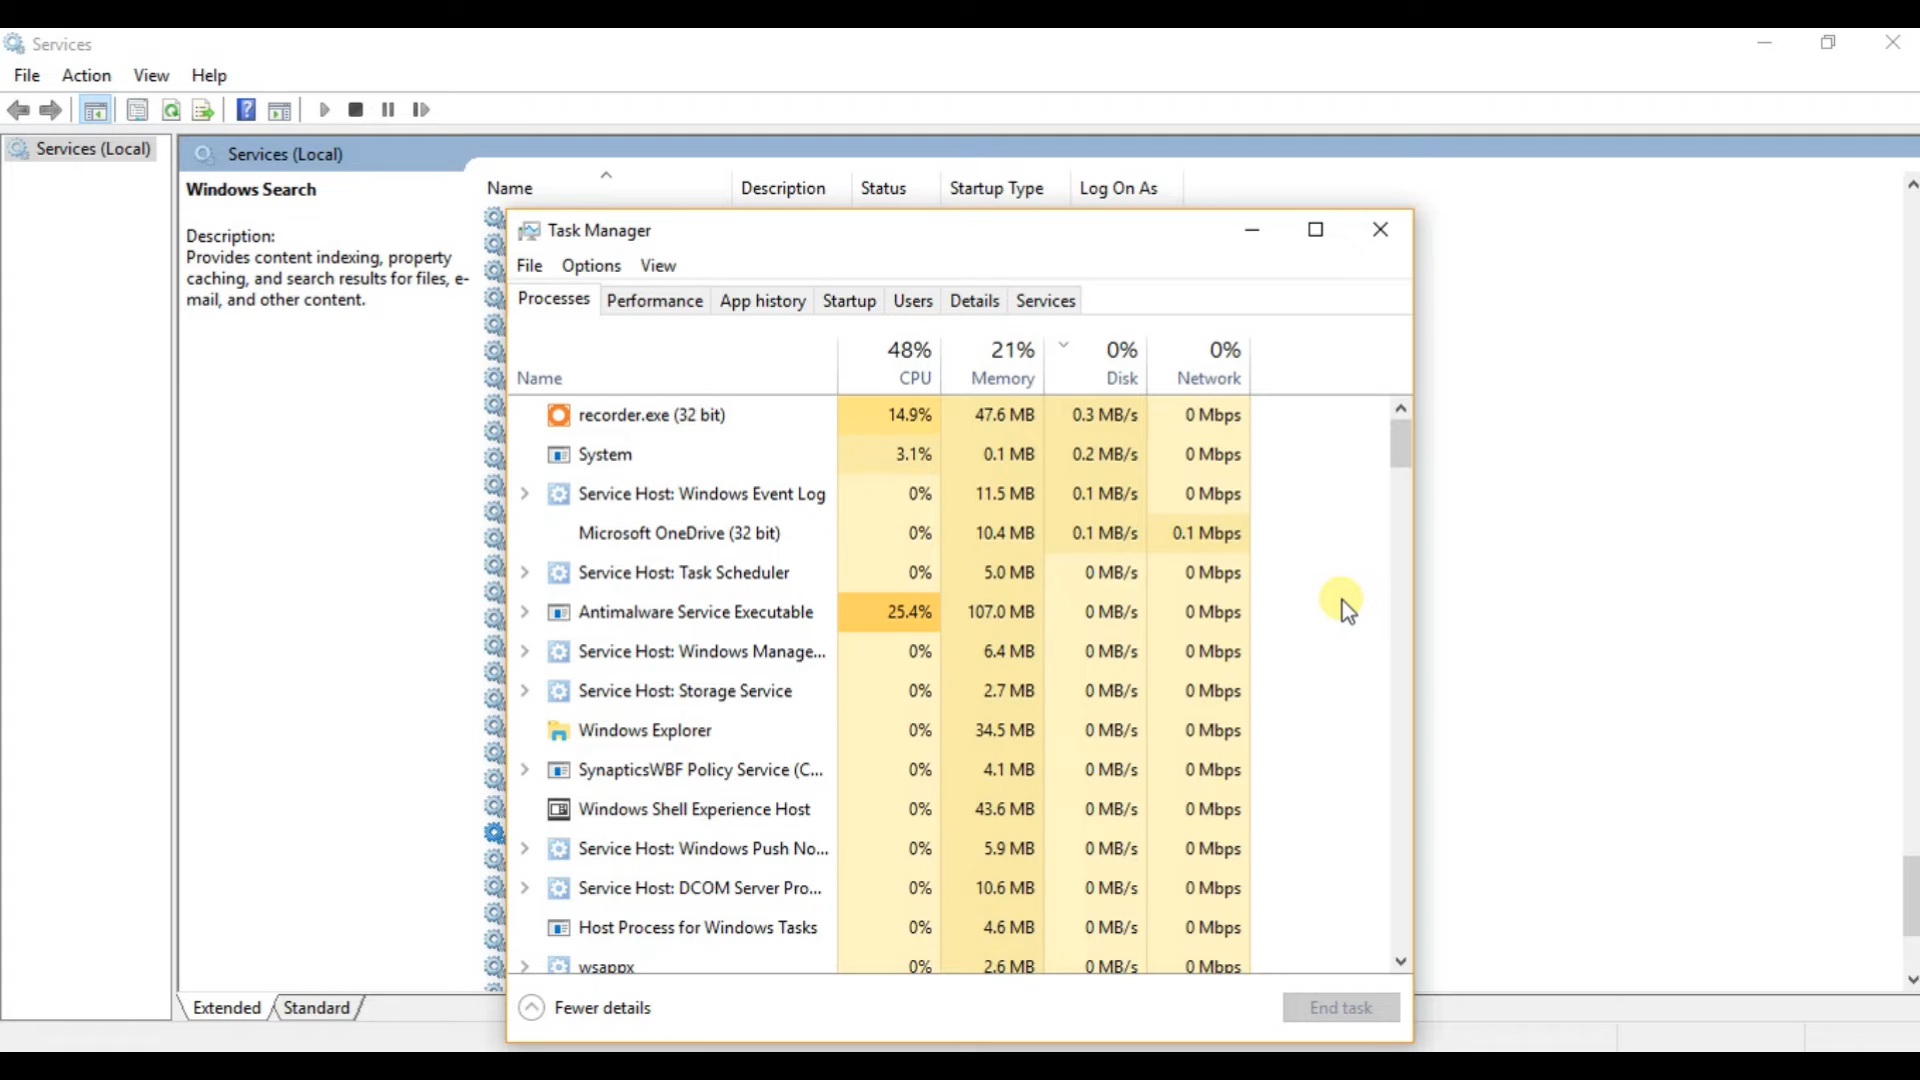 Services
File Action View Help
Services (Local)
Services (Local)
Windows Search
Description:
Provides content indexing, property
caching, and search results for files, e-
mail, and other content.
Name Description Status Startup Type Log On As
Task Manager
File Options View
Processes Performance App history Startup Users Details Services
48% 21% 0% 0%
Name CPU Memory Disk Network
recorder.exe (32 bit) 14.9% 47.6 MB 0.3 MB/s 0 Mbps
System 3.1% 0.1 MB 0.2 MB/s 0 Mbps
Service Host: Windows Event Log 0% 11.5 MB 0.1 MB/s 0 Mbps
Microsoft OneDrive (32 bit) 0% 10.4 MB 0.1 MB/s 0.1 Mbps
Service Host: Task Scheduler 0% 5.0 MB 0 MB/s 0 Mbps
Antimalware Service Executable 25.4% 107.0 MB 0 MB/s 0 Mbps
Service Host: Windows Manage... 0% 6.4 MB 0 MB/s 0 Mbps
Service Host: Storage Service 0% 2.7 MB 0 MB/s 0 Mbps
Windows Explorer 0% 34.5 MB 0 MB/s 0 Mbps
SynapticsWBF Policy Service (C... 0% 4.1 MB 0 MB/s 0 Mbps
Windows Shell Experience Host 0% 43.6 MB 0 MB/s 0 Mbps
Service Host: Windows Push No... 0% 5.9 MB 0 MB/s 0 Mbps
Service Host: DCOM Server Pro... 0% 10.6 MB 0 MB/s 0 Mbps
Host Process for Windows Tasks 0% 4.6 MB 0 MB/s 0 Mbps
wsappx 0% 2.6 MB 0 MB/s 0 Mbps
Fewer details End task
Extended Standard